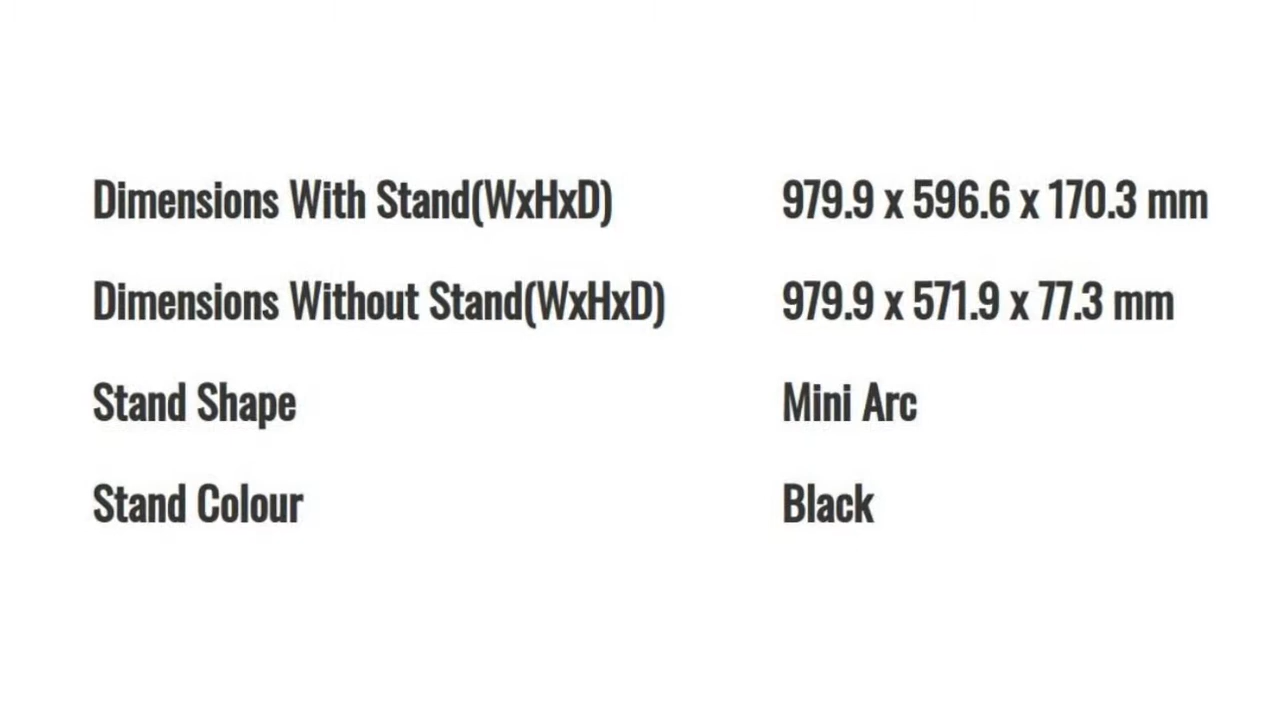 Dimensions With Stand(WxHxD) 979.9 x 596.6 x 170.3 mm
Dimensions Without Stand(WxHxD) 979.9 x 571.9 x 77.3 mm
Stand Shape Mini Arc
Stand Colour Black